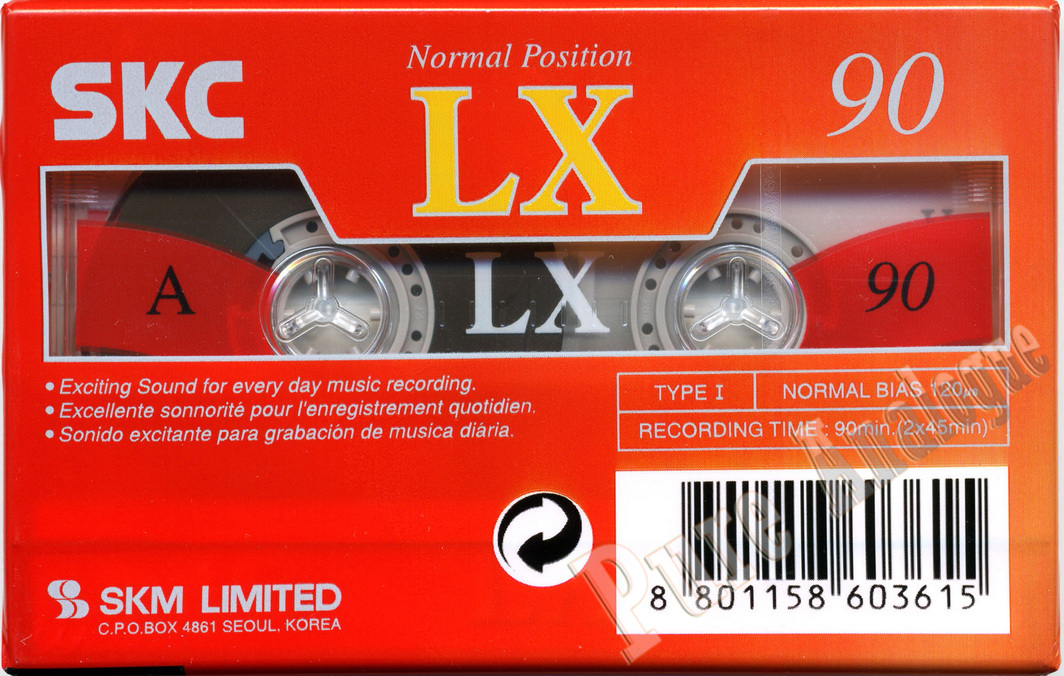 SKC
Normal Position
LX
90
A
LX
90
• Exciting Sound for every day music recording.
• Excellente sonnorité pour l'enregistrement quotidien.
• Sonido excitante para grabación de musica diária.
TYPE I
NORMAL BIAS 120µs
RECORDING TIME : 90min.(2x45min)
8 801158 603615
SKM LIMITED
C.P.O.BOX 4861 SEOUL, KOREA
Pure Analogue